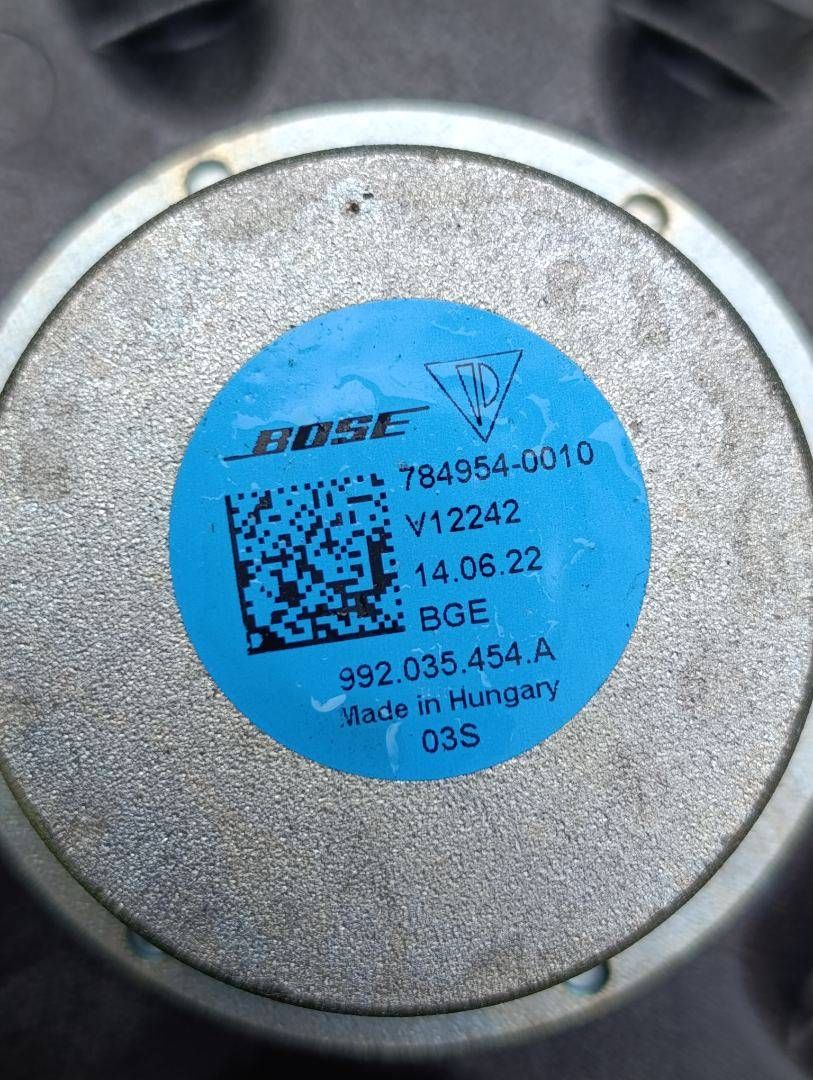 BOSE
784954-0010
V12242
14.06.22
BGE
992.035.454.A
Made in Hungary
03S